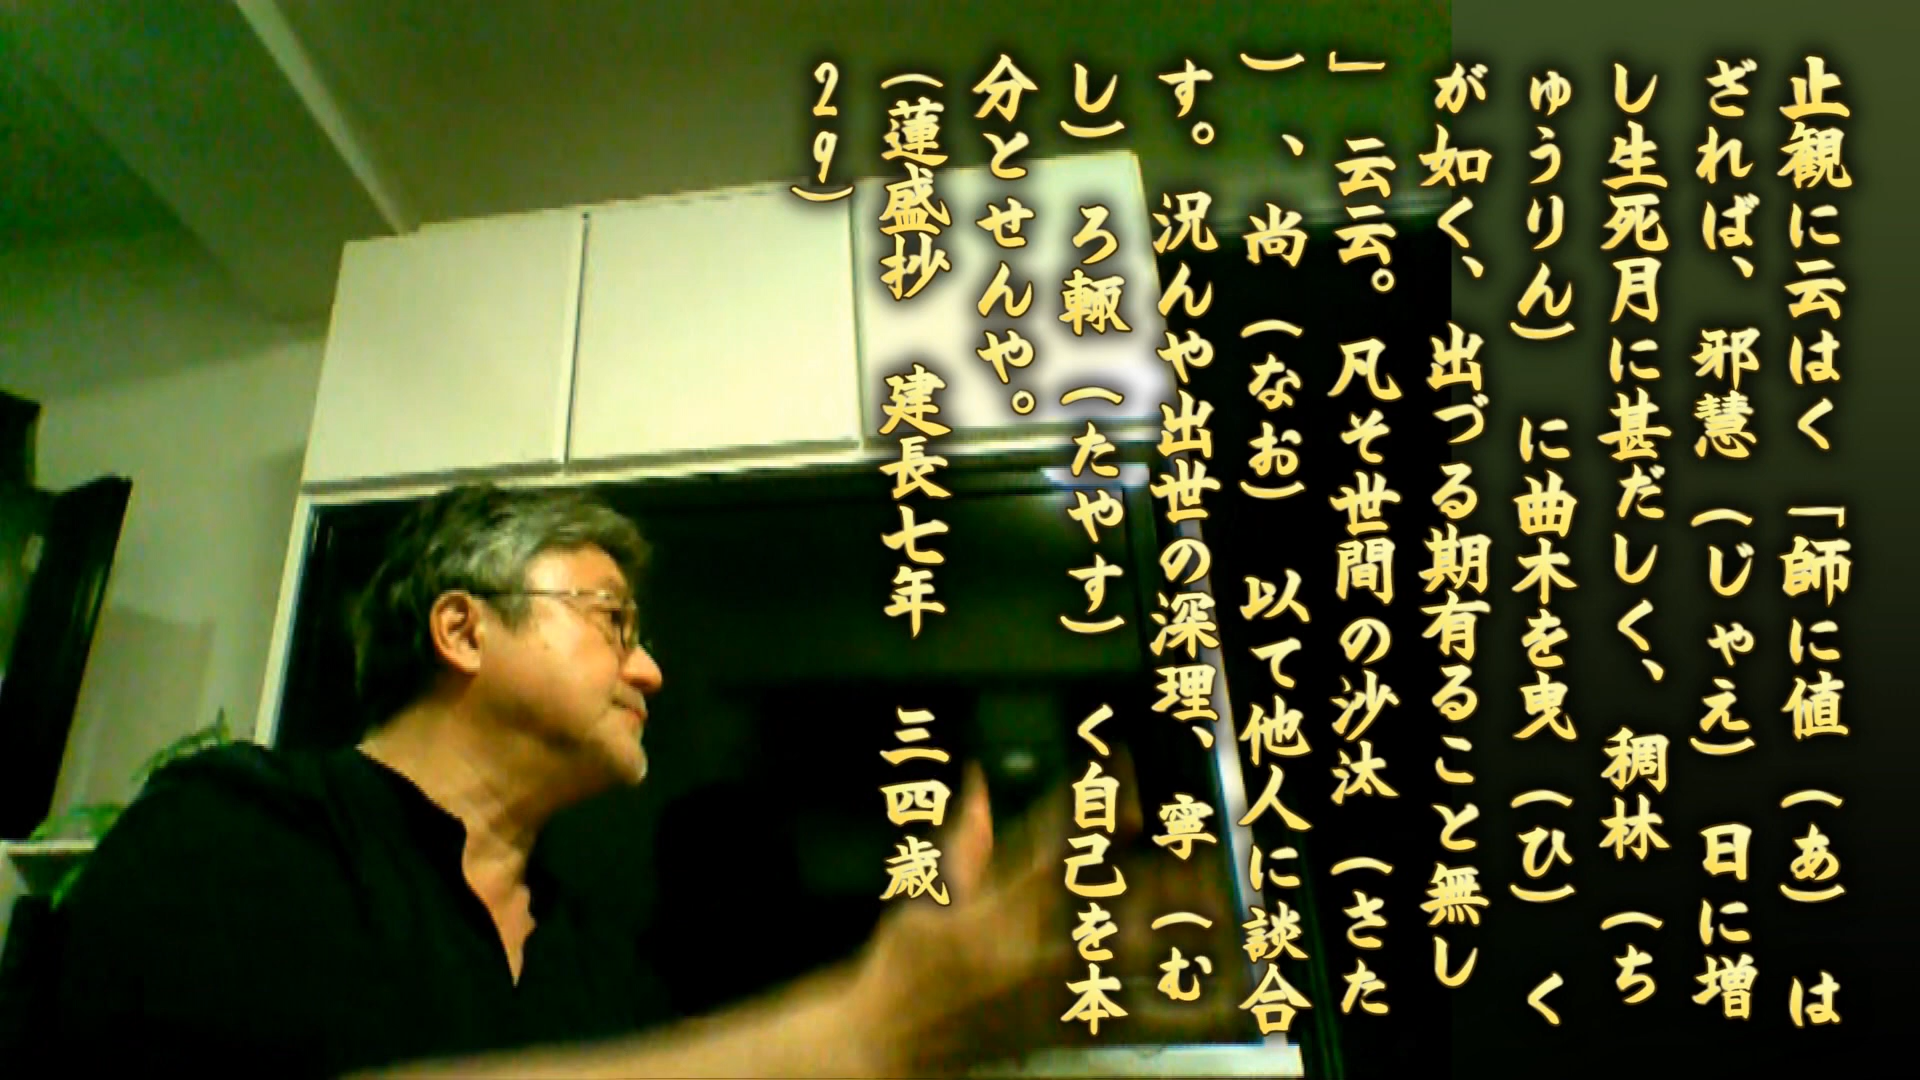 止観に云はく「師に値（あ）　は
ざれば、邪慧（じゃえ）　日に増
し生死月に甚だしく、稠林（ち
ゅうりん）　に曲木を曳（ひ）　く
が如く、出づる期有ること無し
」　云云。凡そ世間の沙汰（さた
）、尚（なお）　以て他人に談合
す。況んや出世の深理、寧（む
し）　ろ輙（たやす）　く自己を本
分とせんや。
（蓮盛抄　建長七年　三四歳
29）